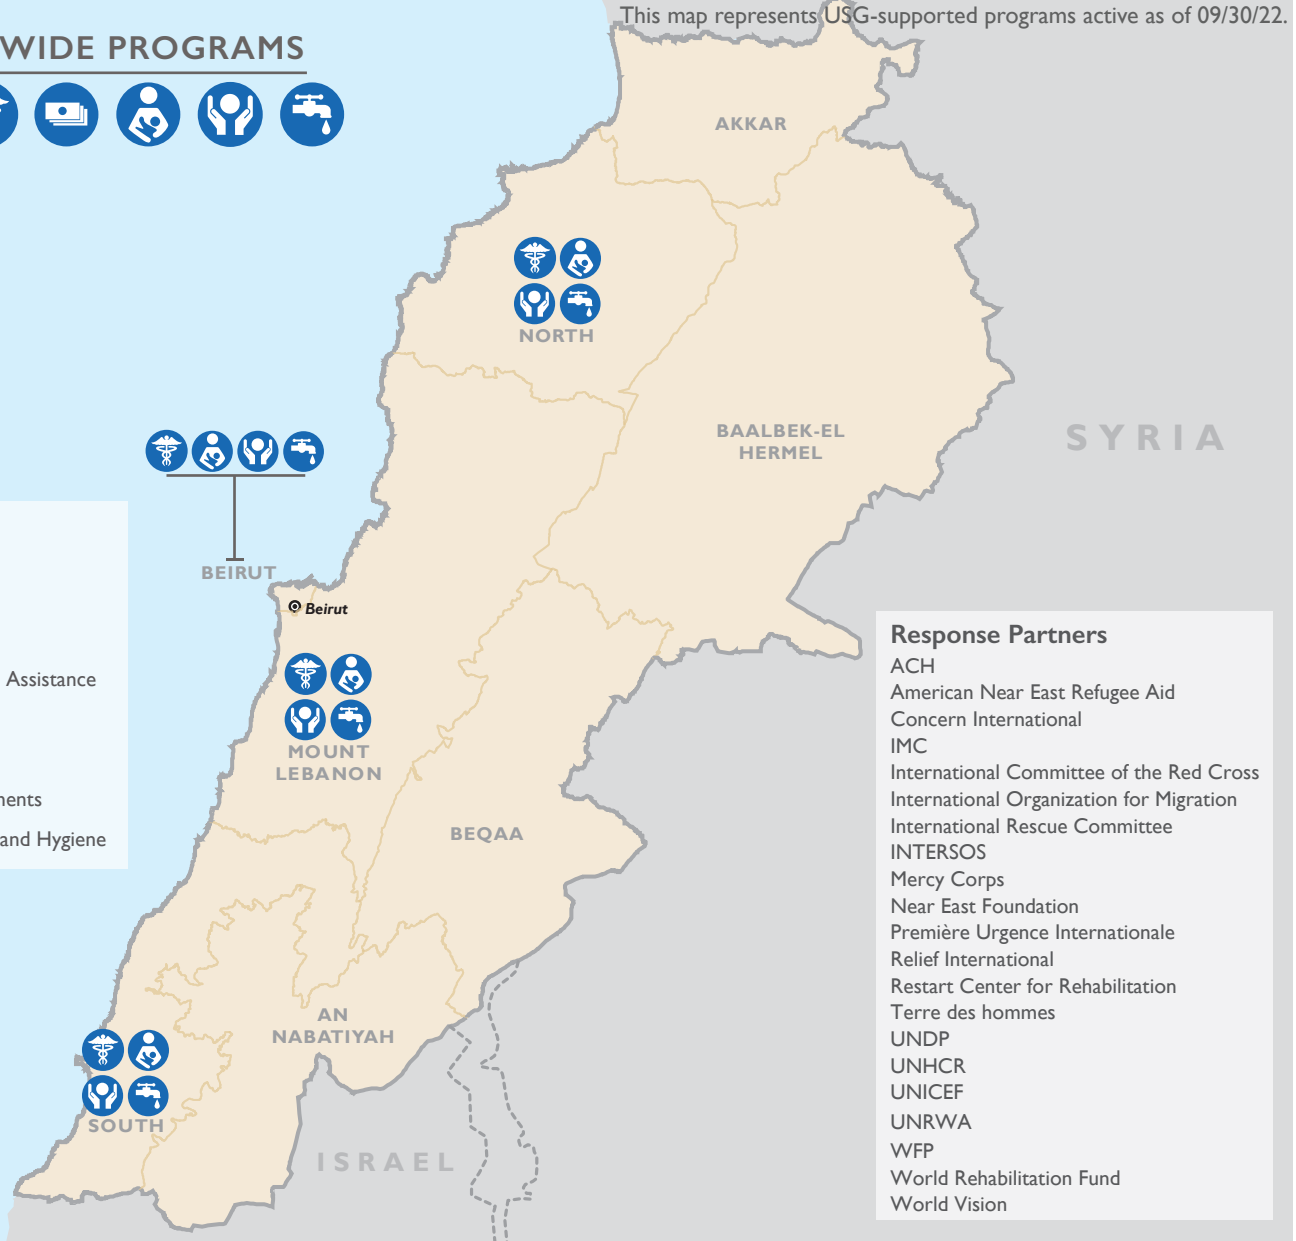 This map represents USG-supported programs active as of 09/30/22.
WIDE PROGRAMS
AKKAR
NORTH
BAALBEK-EL
HERMEL
SYRIA
BEIRUT
Beirut
Assistance
and Hygiene
MOUNT
LEBANON
BEQAA
AN
NABATIYAH
SOUTH
ISRAEL
Response Partners
ACH
American Near East Refugee Aid
Concern International
IMC
International Committee of the Red Cross
International Organization for Migration
International Rescue Committee
INTERSOS
Mercy Corps
Near East Foundation
Première Urgence Internationale
Relief International
Restart Center for Rehabilitation
Terre des hommes
UNDP
UNHCR
UNICEF
UNRWA
WFP
World Rehabilitation Fund
World Vision